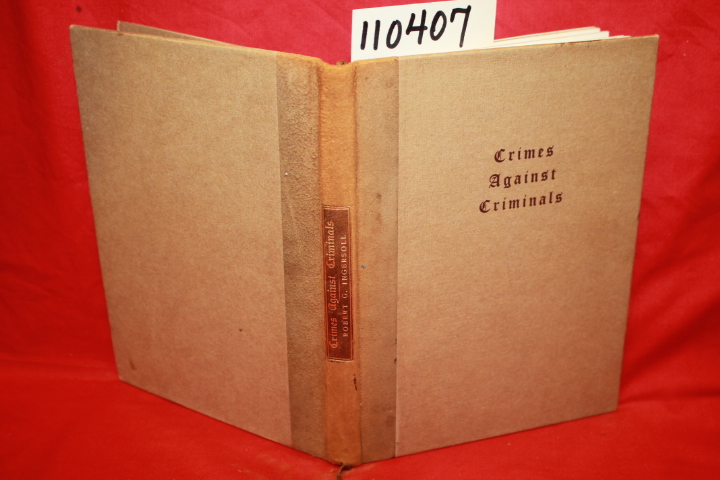 110407
Crimes
Against
Criminals
Crimes Against Criminals
ROBERT G. INGERSOLL